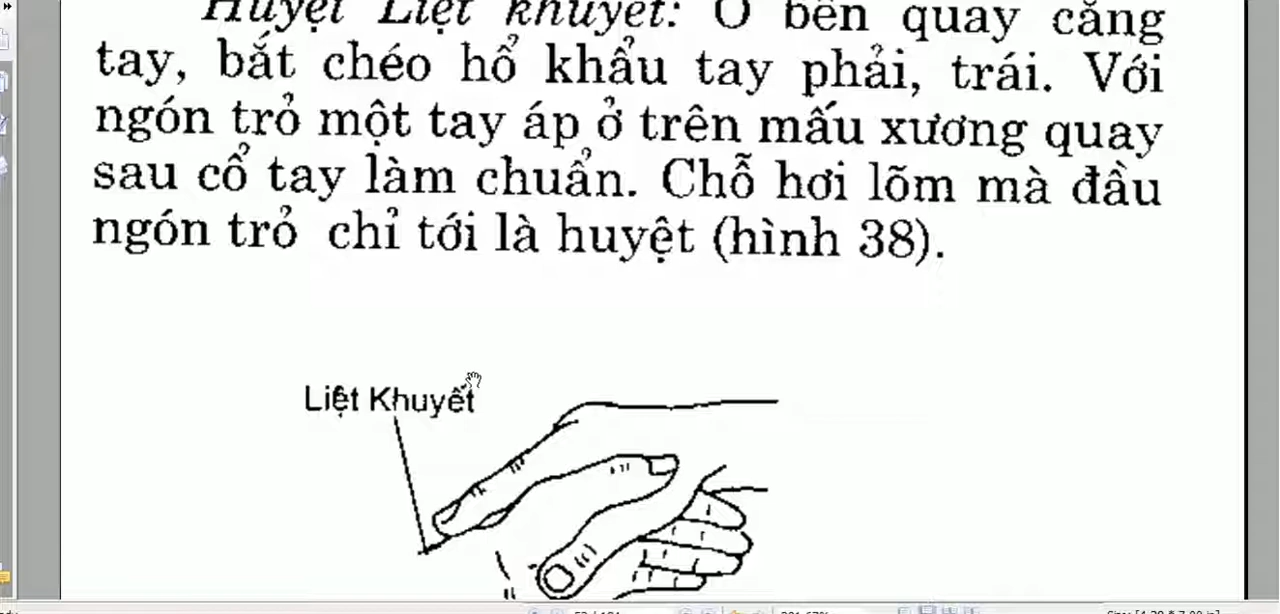 Huyệt Liệt khuyết: Ở bên quay cẳng
tay, bắt chéo hổ khẩu tay phải, trái. Với
ngón trỏ một tay áp ở trên mấu xương quay
sau cổ tay làm chuẩn. Chỗ hơi lõm mà đầu
ngón trỏ chỉ tới là huyệt (hình 38).
Liệt Khuyết